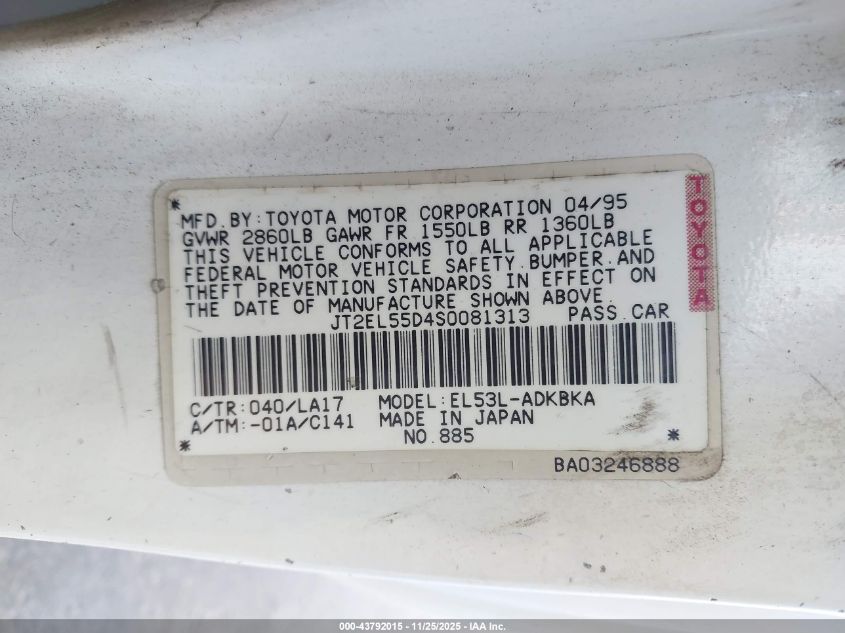 MFD. BY: TOYOTA MOTOR CORPORATION 04/95
GVWR 2860LB GAWR FR 1550LB RR 1360LB
THIS VEHICLE CONFORMS TO ALL APPLICABLE
FEDERAL MOTOR VEHICLE SAFETY, BUMPER, AND
THEFT PREVENTION STANDARDS IN EFFECT ON
THE DATE OF MANUFACTURE SHOWN ABOVE.
JT2EL55D4S0081313 PASS. CAR
C/TR: 040/LA17 MODEL: EL53L-ADKBKA
A/TM: -01A/C141 MADE IN JAPAN
NO. 885
BA03246888
TOYOTA
000-43792015 - 11/25/2025 - IAA Inc.